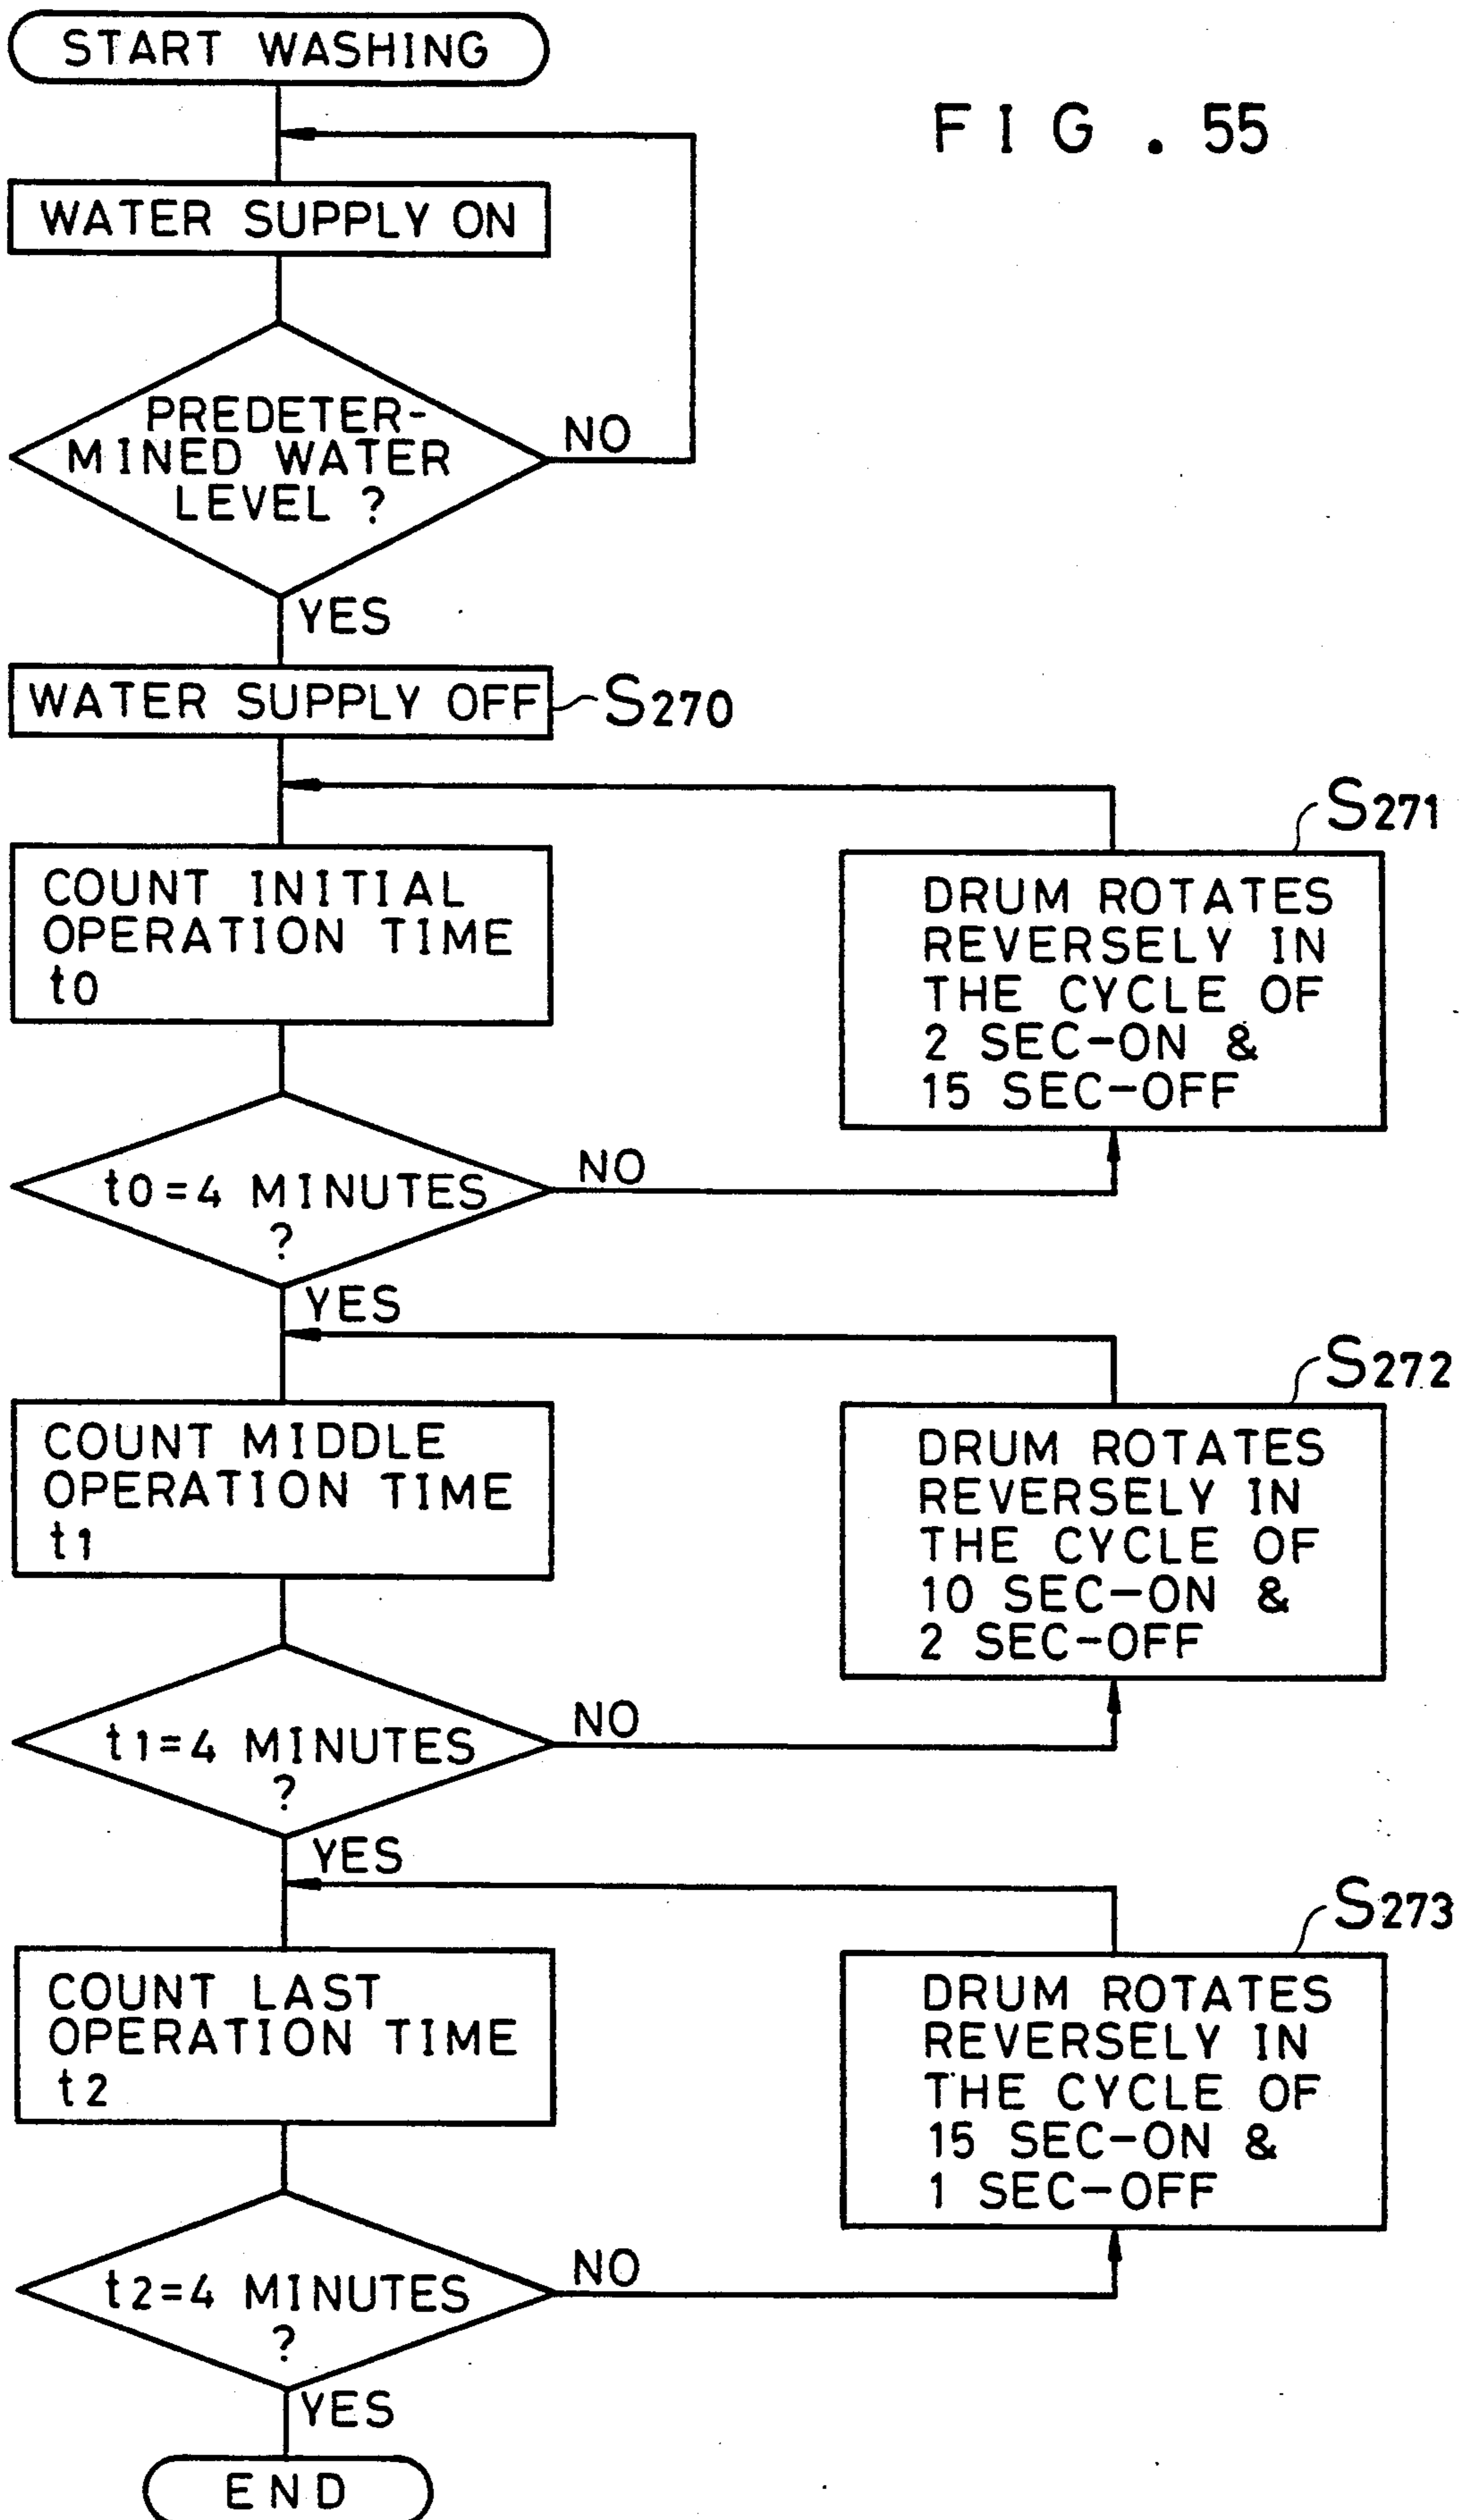 START WASHING
FIG. 55
WATER SUPPLY ON
PREDETER-
MINED WATER
LEVEL ?
NO
YES
WATER SUPPLY OFF
S270
COUNT INITIAL
OPERATION TIME
t0
S271
DRUM ROTATES
REVERSELY IN
THE CYCLE OF
2 SEC-ON &
15 SEC-OFF
t0=4 MINUTES
?
NO
YES
COUNT MIDDLE
OPERATION TIME
t1
S272
DRUM ROTATES
REVERSELY IN
THE CYCLE OF
10 SEC-ON &
2 SEC-OFF
t1=4 MINUTES
?
NO
YES
COUNT LAST
OPERATION TIME
t2
S273
DRUM ROTATES
REVERSELY IN
THE CYCLE OF
15 SEC-ON &
1 SEC-OFF
t2=4 MINUTES
?
NO
YES
END